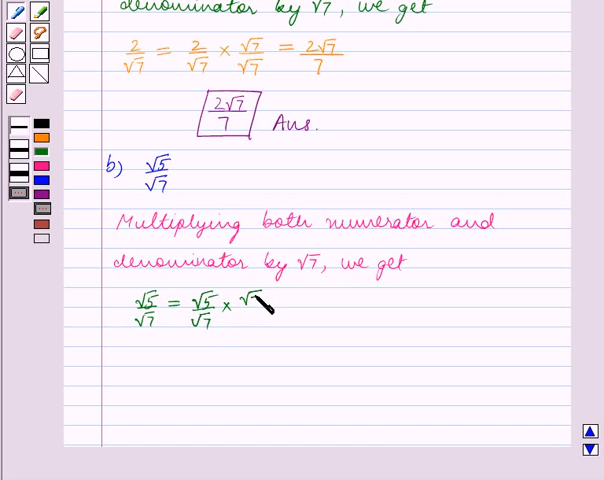 denominator by √7, we get
2/√7 = 2/√7 × √7/√7 = 2√7/7
2√7/7 Ans.
b) √5/√7
Multiplying both numerator and
denominator by √7, we get
√5/√7 = √5/√7 × √